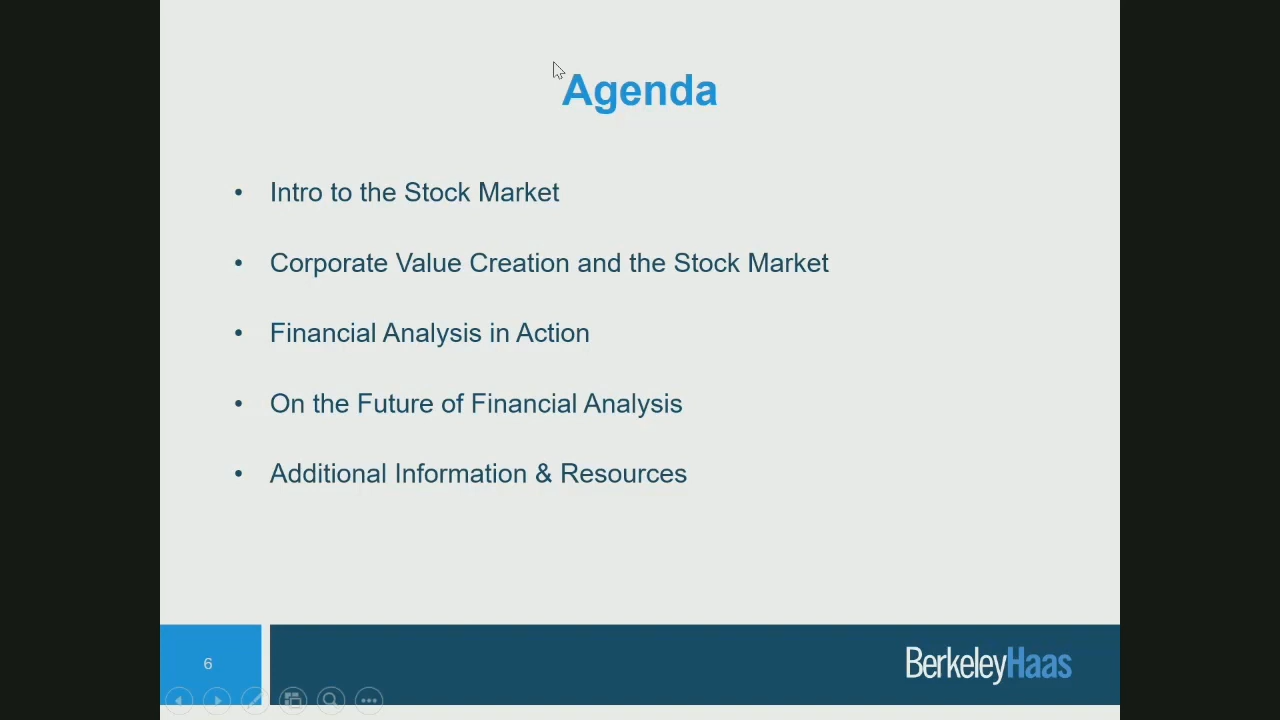 Agenda
• Intro to the Stock Market
• Corporate Value Creation and the Stock Market
• Financial Analysis in Action
• On the Future of Financial Analysis
• Additional Information & Resources
6
BerkeleyHaas